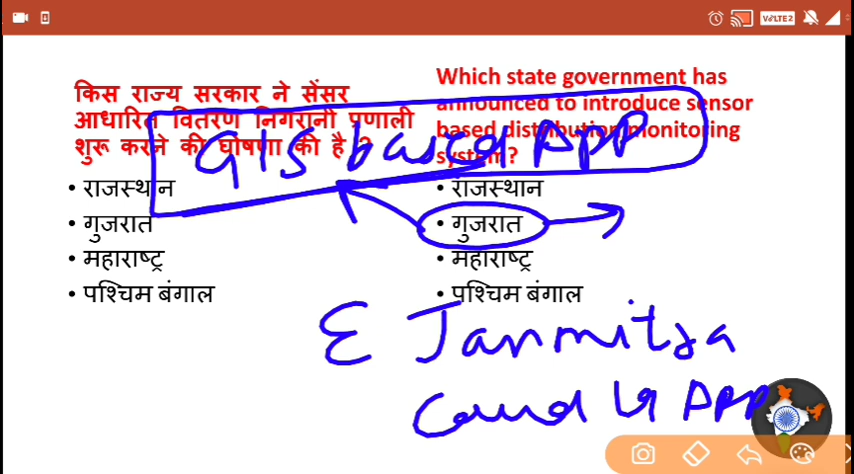 VoLTE2
किस राज्य सरकार ने सेंसर
आधारित वितरण निगरानी प्रणाली
शुरू करने की घोषणा की है ?
• राजस्थान
• गुजरात
• महाराष्ट्र
• पश्चिम बंगाल
Which state government has
announced to introduce sensor
based distribution monitoring
system?
• राजस्थान
• गुजरात
• महाराष्ट्र
• पश्चिम बंगाल
GIS based APP
E Janmitra
APP